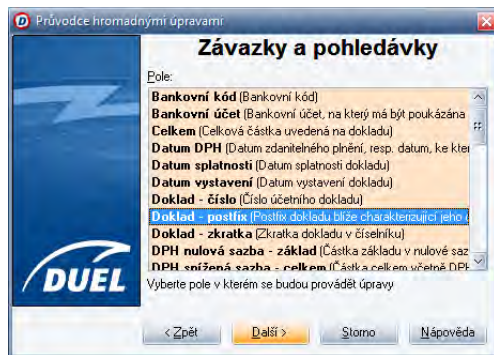 Průvodce hromadnými úpravami
Závazky a pohledávky
Pole:
Bankovní kód (Bankovní kód)
Bankovní účet (Bankovní účet, na který má být poukázána
Celkem (Celková částka uvedená na dokladu)
Datum DPH (Datum zdanitelného plnění, resp. datum, ke kter
Datum splatnosti (Datum splatnosti dokladu)
Datum vystavení (Datum vystavení dokladu)
Doklad - číslo (Číslo účetního dokladu)
Doklad - postfix (Postfix dokladu blíže charakterizující jeho
Doklad - zkratka (Zkratka dokladu v číselníku)
DPH nulová sazba - základ (Částka základu v nulové saz
DPH snížená sazba - celkem (Částka celkem včetně DPH
DUEL
Vyberte pole v kterém se budou provádět úpravy
< Zpět
Další >
Storno
Nápověda